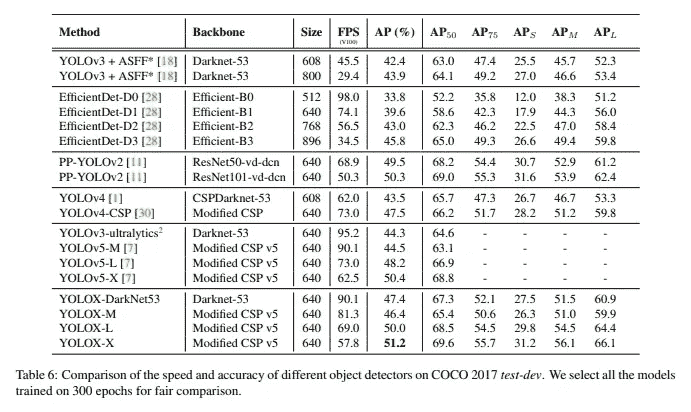 Method Backbone Size FPS (V100) AP (%) AP50 AP75 APS APM APL
YOLOv3 + ASFF* [18] Darknet-53 608 45.5 42.4 63.0 47.4 25.5 45.7 52.3
YOLOv3 + ASFF* [18] Darknet-53 800 29.4 43.9 64.1 49.2 27.0 46.6 53.4
EfficientDet-D0 [28] Efficient-B0 512 98.0 33.8 52.2 35.8 12.0 38.3 51.2
EfficientDet-D1 [28] Efficient-B1 640 74.1 39.6 58.6 42.3 17.9 44.3 56.0
EfficientDet-D2 [28] Efficient-B2 768 56.5 43.0 62.3 46.2 22.5 47.0 58.4
EfficientDet-D3 [28] Efficient-B3 896 34.5 45.8 65.0 49.3 26.6 49.4 59.8
PP-YOLOv2 [11] ResNet50-vd-dcn 640 68.9 49.5 68.2 54.4 30.7 52.9 61.2
PP-YOLOv2 [11] ResNet101-vd-dcn 640 50.3 50.3 69.0 55.3 31.6 53.9 62.4
YOLOv4 [1] CSPDarknet-53 608 62.0 43.5 65.7 47.3 26.7 46.7 53.3
YOLOv4-CSP [30] Modified CSP 640 73.0 47.5 66.2 51.7 28.2 51.2 59.8
YOLOv3-ultralytics2 Darknet-53 640 95.2 44.3 64.6 - - - -
YOLOv5-M [7] Modified CSP v5 640 90.1 44.5 63.1 - - - -
YOLOv5-L [7] Modified CSP v5 640 73.0 48.2 66.9 - - - -
YOLOv5-X [7] Modified CSP v5 640 62.5 50.4 68.8 - - - -
YOLOX-DarkNet53 Darknet-53 640 90.1 47.4 67.3 52.1 27.5 51.5 60.9
YOLOX-M Modified CSP v5 640 81.3 46.4 65.4 50.6 26.3 51.0 59.9
YOLOX-L Modified CSP v5 640 69.0 50.0 68.5 54.5 29.8 54.5 64.4
YOLOX-X Modified CSP v5 640 57.8 51.2 69.6 55.7 31.2 56.1 66.1
Table 6: Comparison of the speed and accuracy of different object detectors on COCO 2017 test-dev. We select all the models
trained on 300 epochs for fair comparison.